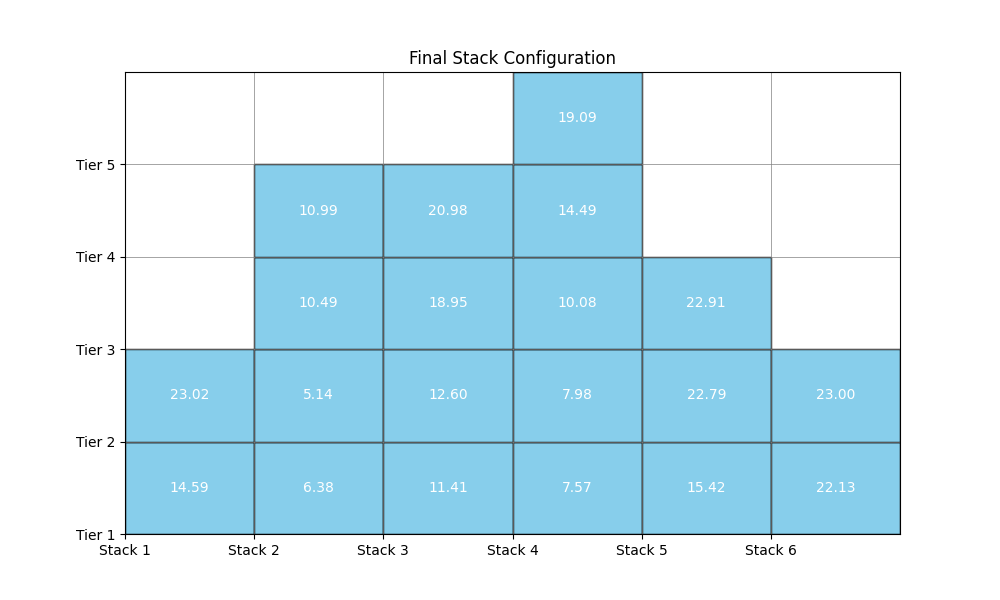 Final Stack Configuration
19.09
Tier 5
10.99 20.98 14.49
Tier 4
10.49 18.95 10.08 22.91
Tier 3
23.02 5.14 12.60 7.98 22.79 23.00
Tier 2
14.59 6.38 11.41 7.57 15.42 22.13
Tier 1
Stack 1 Stack 2 Stack 3 Stack 4 Stack 5 Stack 6